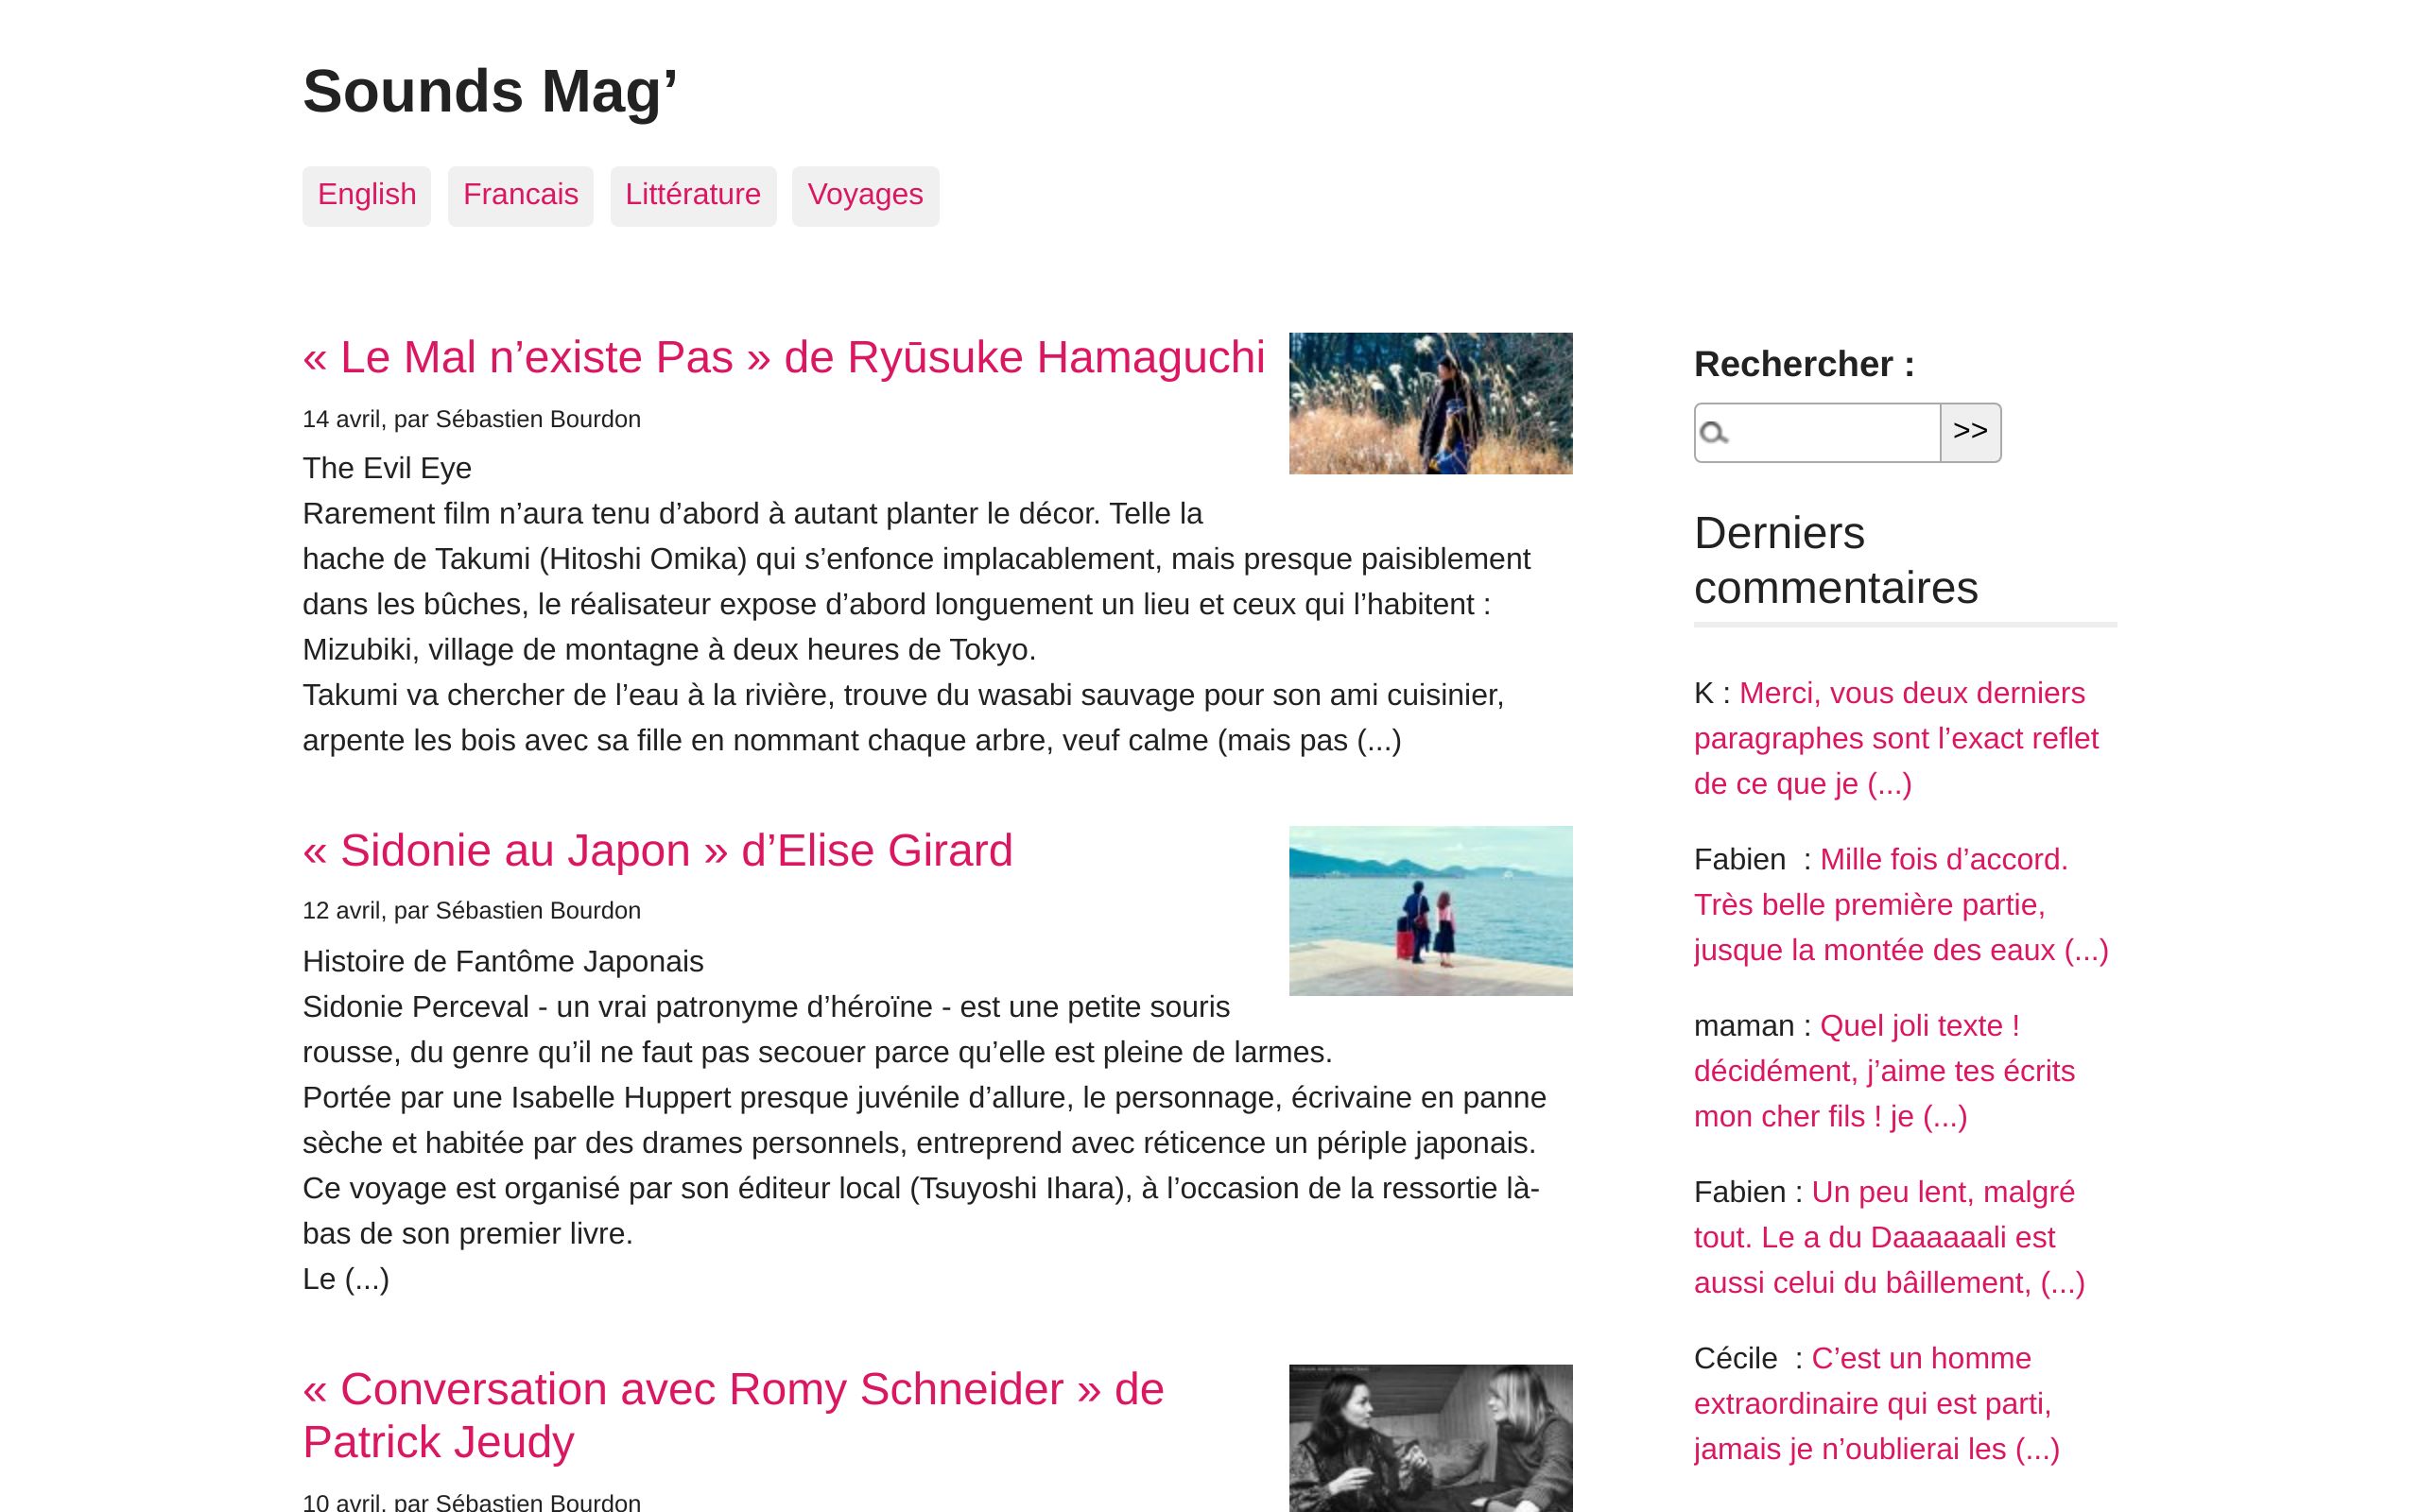 Sounds Mag’
English
Francais
Littérature
Voyages
« Le Mal n’existe Pas » de Ryūsuke Hamaguchi
14 avril, par Sébastien Bourdon
The Evil Eye
Rarement film n’aura tenu d’abord à autant planter le décor. Telle la
hache de Takumi (Hitoshi Omika) qui s’enfonce implacablement, mais presque paisiblement
dans les bûches, le réalisateur expose d’abord longuement un lieu et ceux qui l’habitent :
Mizubiki, village de montagne à deux heures de Tokyo.
Takumi va chercher de l’eau à la rivière, trouve du wasabi sauvage pour son ami cuisinier,
arpente les bois avec sa fille en nommant chaque arbre, veuf calme (mais pas (...)
« Sidonie au Japon » d’Elise Girard
12 avril, par Sébastien Bourdon
Histoire de Fantôme Japonais
Sidonie Perceval - un vrai patronyme d’héroïne - est une petite souris
rousse, du genre qu’il ne faut pas secouer parce qu’elle est pleine de larmes.
Portée par une Isabelle Huppert presque juvénile d’allure, le personnage, écrivaine en panne
sèche et habitée par des drames personnels, entreprend avec réticence un périple japonais.
Ce voyage est organisé par son éditeur local (Tsuyoshi Ihara), à l’occasion de la ressortie là-
bas de son premier livre.
Le (...)
« Conversation avec Romy Schneider » de
Patrick Jeudy
10 avril, par Sébastien Bourdon
Rechercher :
>>
Derniers
commentaires
K : Merci, vous deux derniers
paragraphes sont l’exact reflet
de ce que je (...)
Fabien  : Mille fois d’accord.
Très belle première partie,
jusque la montée des eaux (...)
maman : Quel joli texte !
décidément, j’aime tes écrits
mon cher fils ! je (...)
Fabien : Un peu lent, malgré
tout. Le a du Daaaaaali est
aussi celui du bâillement, (...)
Cécile  : C’est un homme
extraordinaire qui est parti,
jamais je n’oublierai les (...)